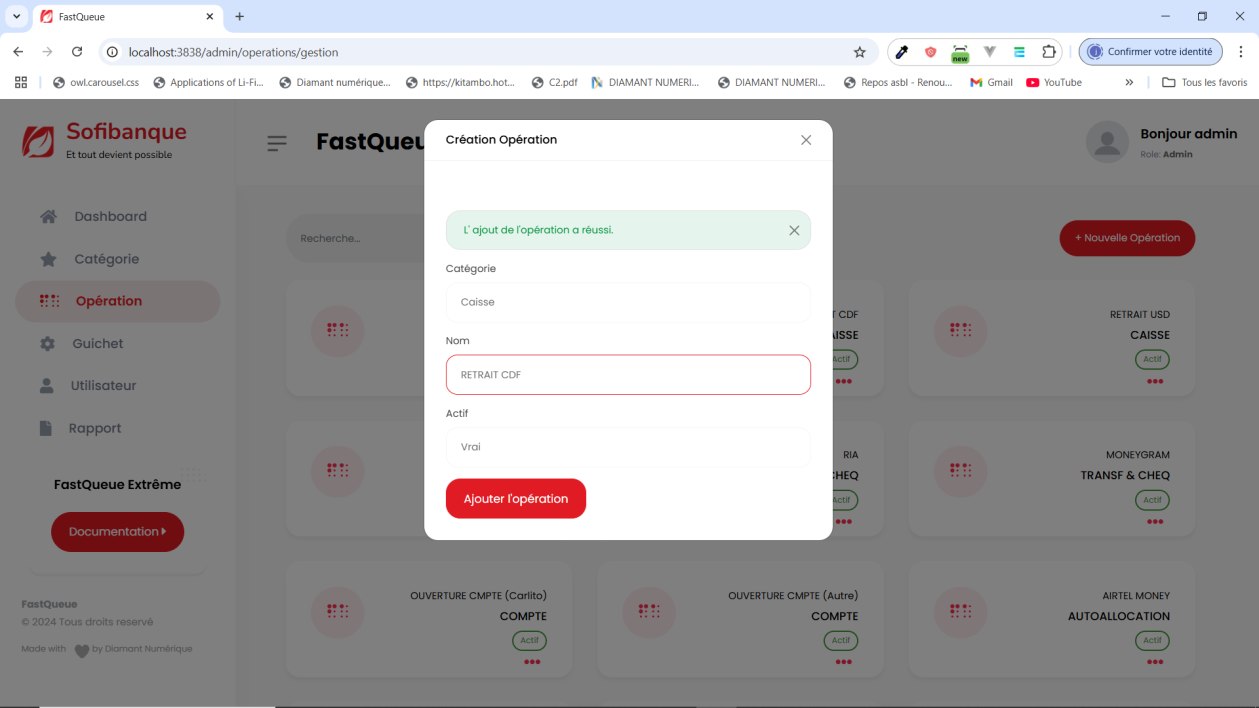 FastQueue
localhost:3838/admin/operations/gestion
new
Confirmer votre identité
owl.carousel.css
Applications of Li-Fi...
Diamant numérique...
https://kitambo.hot...
C2.pdf
DIAMANT NUMERI...
DIAMANT NUMERI...
Repos asbl - Renou...
Gmail
YouTube
Tous les favoris
Sofibanque
Et tout devient possible
Dashboard
Catégorie
Opération
Guichet
Utilisateur
Rapport
FastQueue Extrême
Documentation
FastQueue
© 2024 Tous droits réservé
Made with by Diamant Numérique
Bonjour admin
Role: Admin
Recherche...
+ Nouvelle Opération
Création Opération
L' ajout de l'opération a réussi.
Catégorie
Caisse
Nom
RETRAIT CDF
Actif
Vrai
Ajouter l'opération
CDF
Actif
RETRAIT USD
CAISSE
Actif
RIA
Actif
MONEYGRAM
TRANSF & CHEQ
Actif
OUVERTURE CMPTE (Carlito)
COMPTE
Actif
OUVERTURE CMPTE (Autre)
COMPTE
Actif
AIRTEL MONEY
AUTOALLOCATION
Actif